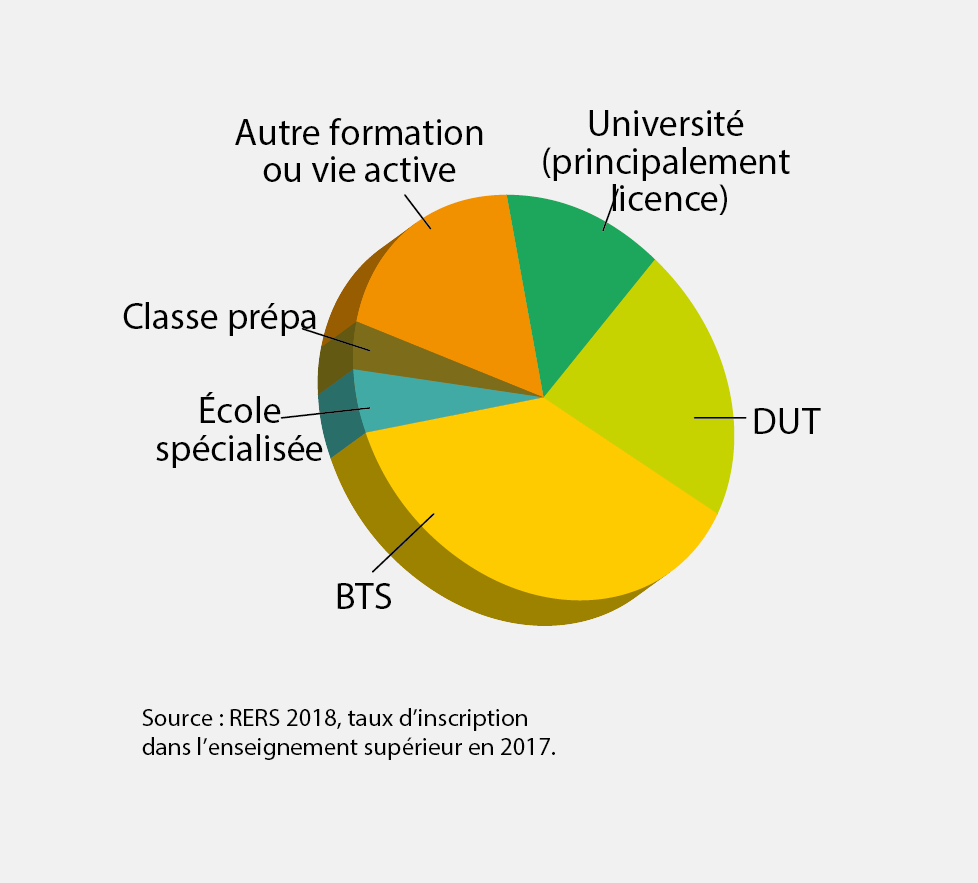 Autre formation
ou vie active
Université
(principalement
licence)
Classe prépa
École
spécialisée
DUT
BTS
Source : RERS 2018, taux d’inscription
dans l’enseignement supérieur en 2017.